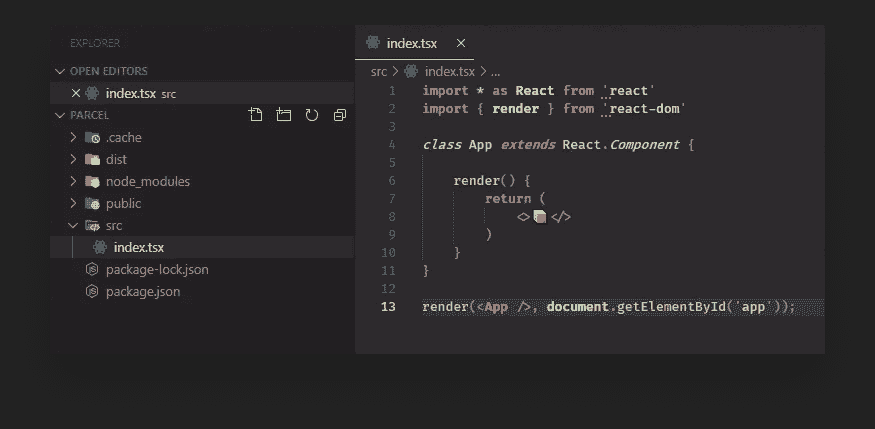 EXPLORER
OPEN EDITORS
index.tsx src
PARCEL
.cache
dist
node_modules
public
src
index.tsx
package-lock.json
package.json
index.tsx
src > index.tsx > ...
1 import * as React from 'react'
2 import { render } from 'react-dom'
3
4 class App extends React.Component {
5
6 render() {
7 return (
8 <></>
9 )
10 }
11 }
12
13 render(<App />, document.getElementById('app'));